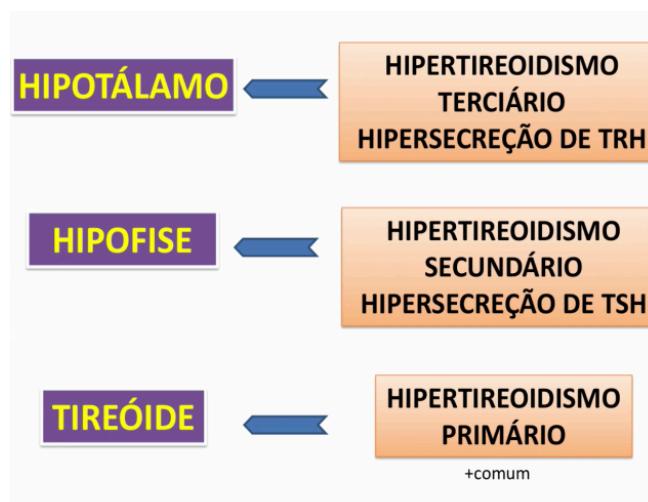 HIPOTÁLAMO
HIPERTIREOIDISMO
TERCIÁRIO
HIPERSECREÇÃO DE TRH
HIPOFISE
HIPERTIREOIDISMO
SECUNDÁRIO
HIPERSECREÇÃO DE TSH
TIREÓIDE
HIPERTIREOIDISMO
PRIMÁRIO
+comum